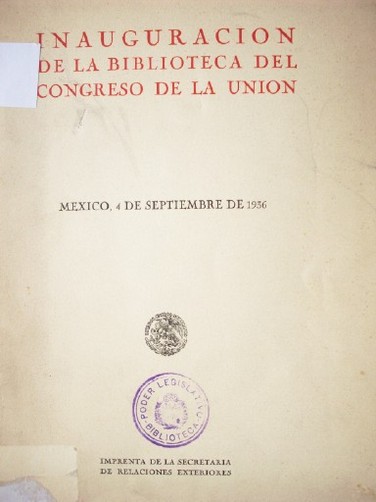 INAUGURACION
DE LA BIBLIOTECA DEL
CONGRESO DE LA UNION
MEXICO, 4 DE SEPTIEMBRE DE 1936
PODER LEGISLATIVO
BIBLIOTECA
IMPRENTA DE LA SECRETARIA
DE RELACIONES EXTERIORES